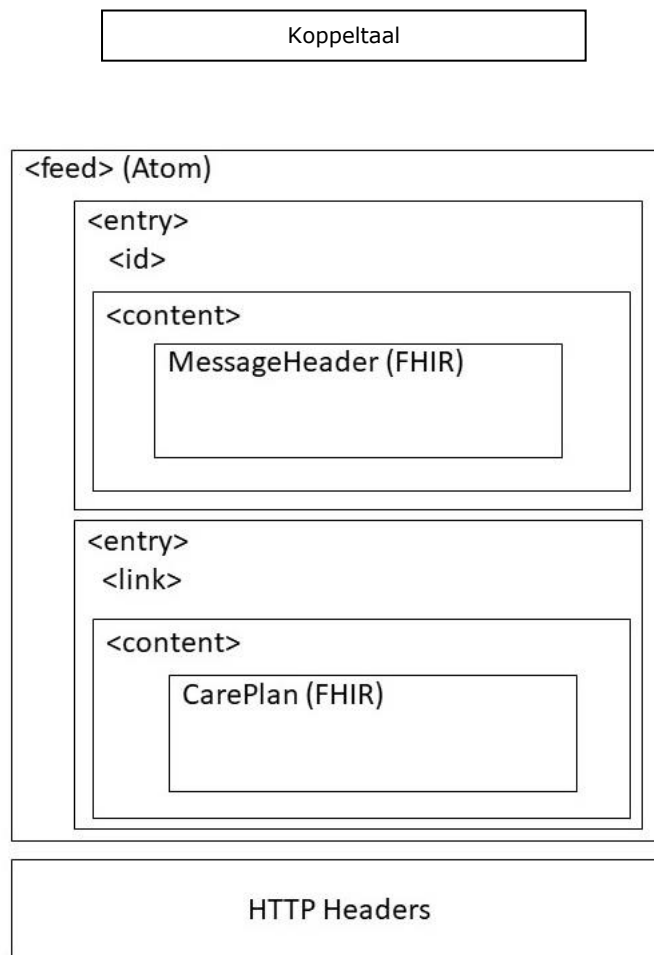 Koppeltaal
<feed> (Atom)
<entry>
<id>
<content>
MessageHeader (FHIR)
<entry>
<link>
<content>
CarePlan (FHIR)
HTTP Headers